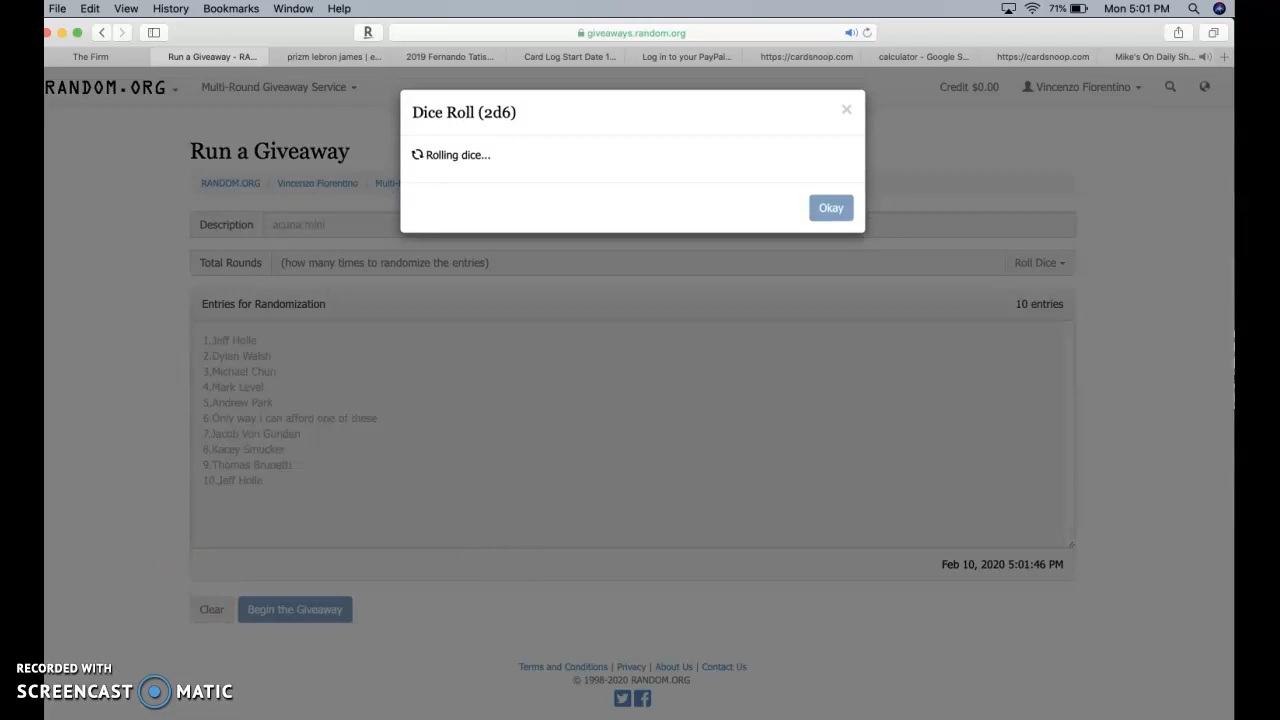 File Edit View History Bookmarks Window Help 71% Mon 5:01 PM
R giveaways.random.org
The Firm Run a Giveaway - RA... prizm lebron james | e... 2019 Fernando Tatis... Card Log Start Date 1... Log in to your PayPal... https://cardsnoop.com calculator - Google S... https://cardsnoop.com Mike's On Daily Sh...
RANDOM.ORG Multi-Round Giveaway Service Credit $0.00 Vincenzo Fiorentino
Dice Roll (2d6) ×
Rolling dice...
Okay
Run a Giveaway
RANDOM.ORG / Vincenzo Fiorentino / Multi-
Description acuna mini
Total Rounds (how many times to randomize the entries) Roll Dice
Entries for Randomization 10 entries
1.Jeff Holle
2.Dylan Walsh
3.Michael Chun
4.Mark Level
5.Andrew Park
6.Only way i can afford one of these
7.Jacob Von Gunden
8.Kacey Smucker
9.Thomas Brunetti
10.Jeff Holle
Feb 10, 2020 5:01:46 PM
Clear Begin the Giveaway
Terms and Conditions | Privacy | About Us | Contact Us
© 1998-2020 RANDOM.ORG
RECORDED WITH
SCREENCAST MATIC